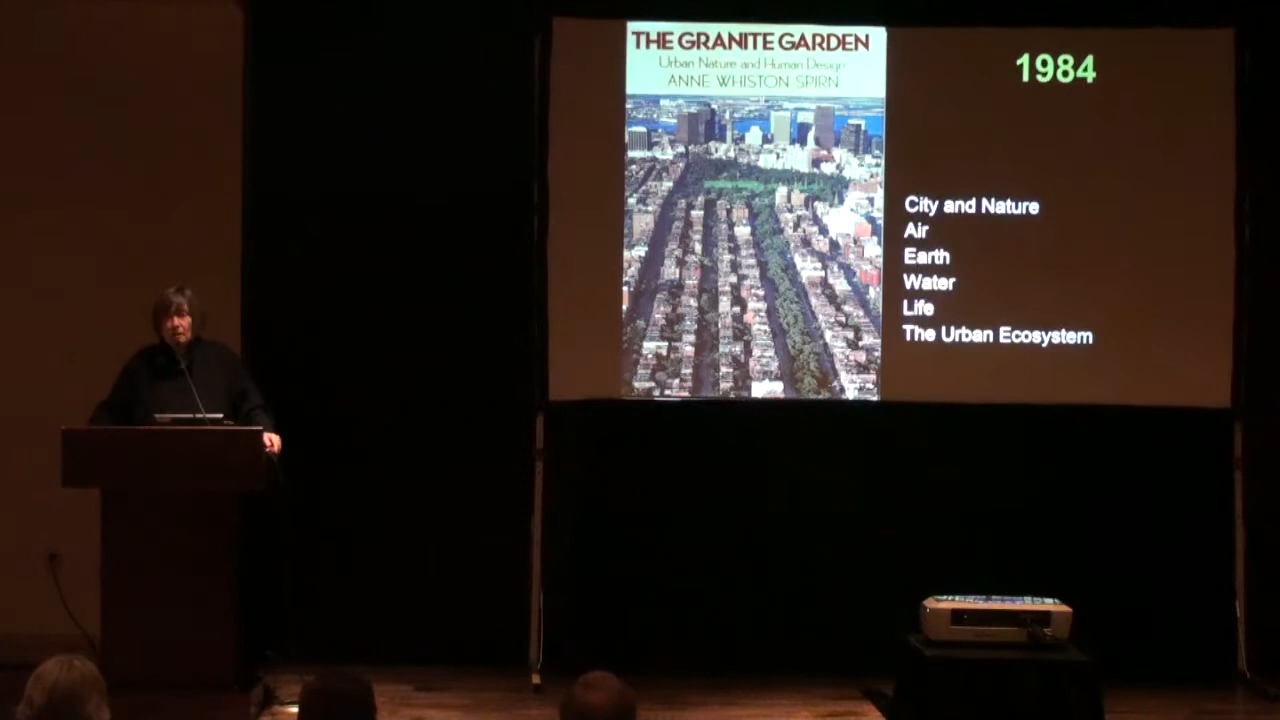 THE GRANITE GARDEN
Urban Nature and Human Design
ANNE WHISTON SPIRN
1984
City and Nature
Air
Earth
Water
Life
The Urban Ecosystem